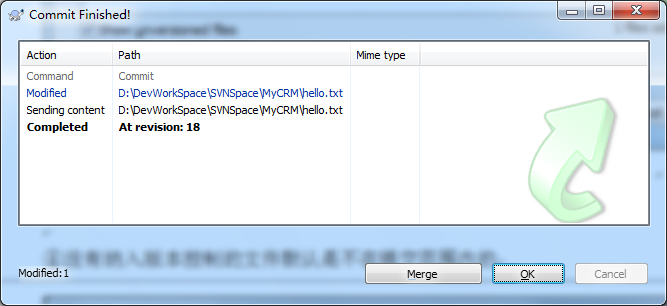 Commit Finished!
Action Path Mime type
Command Commit
Modified D:\DevWorkSpace\SVNSpace\MyCRM\hello.txt
Sending content D:\DevWorkSpace\SVNSpace\MyCRM\hello.txt
Completed At revision: 18
Modified:1 Merge OK Cancel